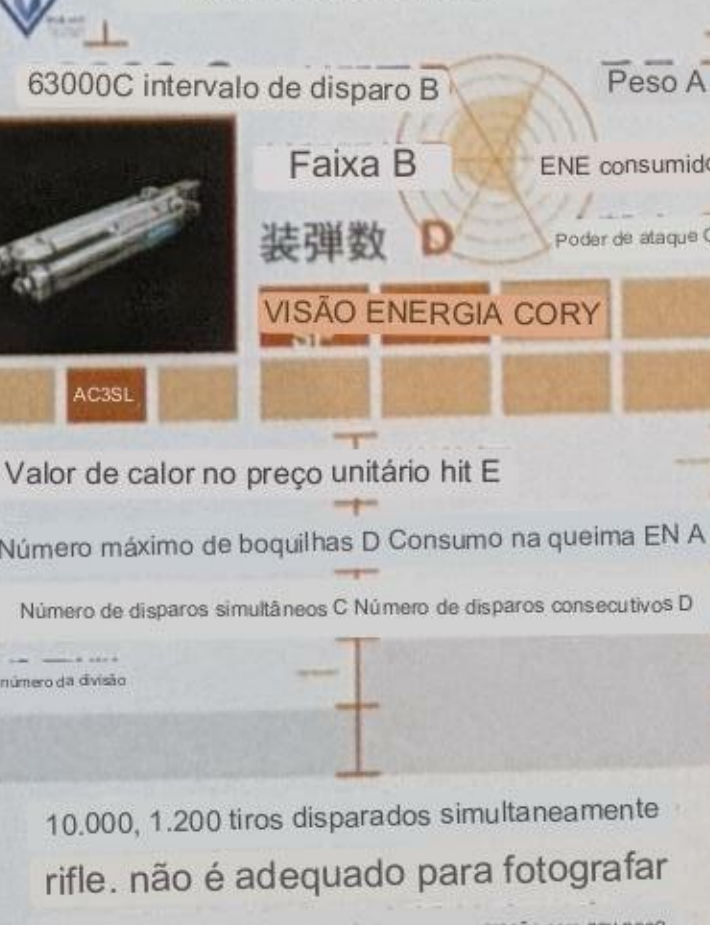 63000C intervalo de disparo B
Peso A
Faixa B
ENE consumido
装弾数 D
Poder de ataque C
VISÃO ENERGIA CORY
AC3SL
Valor de calor no preço unitário hit E
Número máximo de boquilhas D Consumo na queima EN A
Número de disparos simultâneos C Número de disparos consecutivos D
número da divisão
10.000, 1.200 tiros disparados simultaneamente
rifle. não é adequado para fotografar